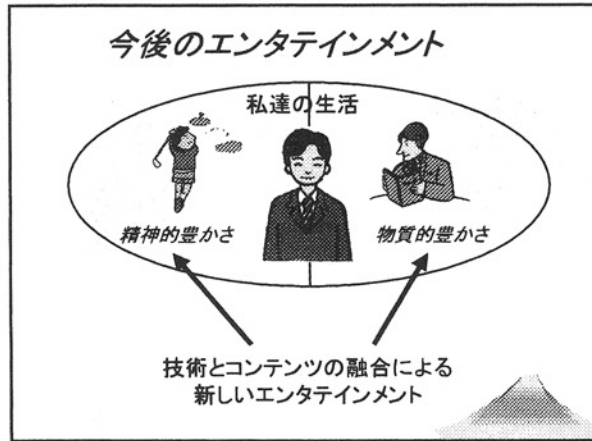 今後のエンタテインメント
私達の生活
精神的豊かさ
物質的豊かさ
技術とコンテンツの融合による
新しいエンタテインメント